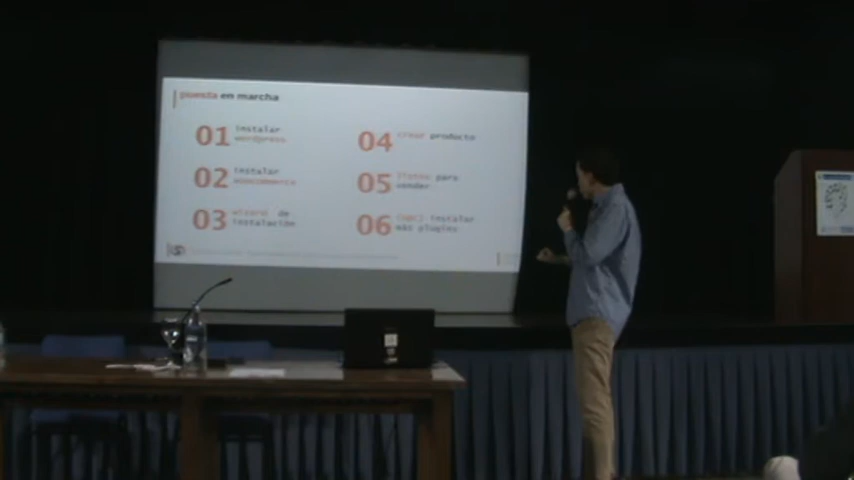 puesta en marcha
01 instalar
wordpress
02 instalar
woocommerce
03 wizard de
instalación
04 crear producto
05 listos para
vender
06 (opc) instalar
más plugins